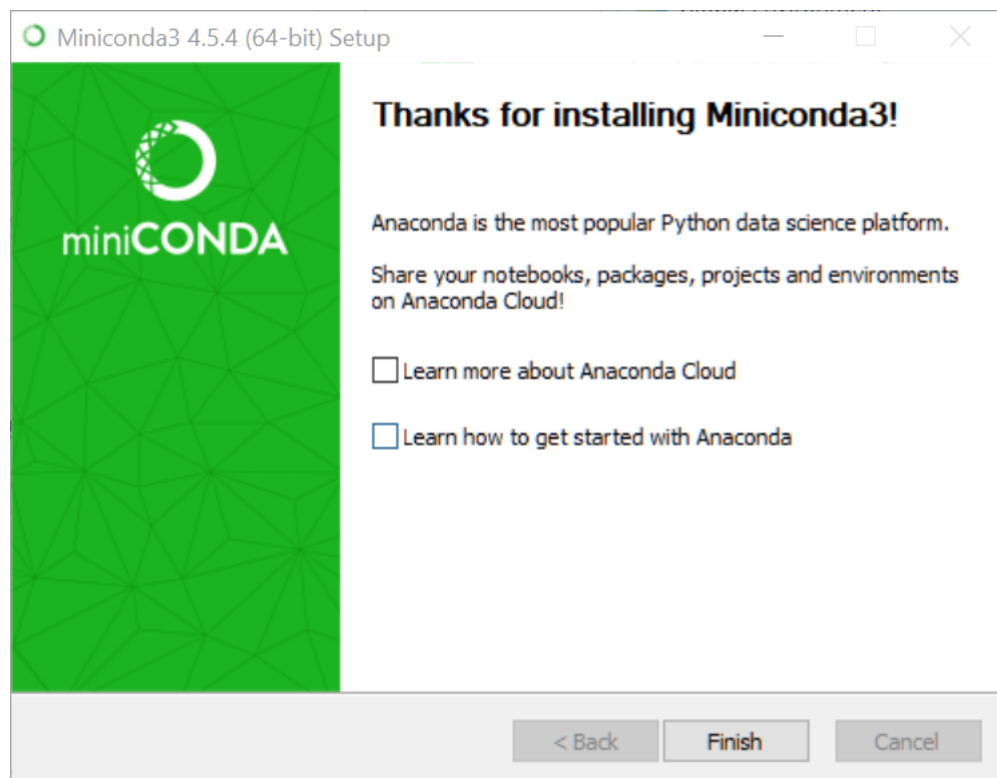 Miniconda3 4.5.4 (64-bit) Setup
miniCONDA
Thanks for installing Miniconda3!
Anaconda is the most popular Python data science platform.
Share your notebooks, packages, projects and environments
on Anaconda Cloud!
Learn more about Anaconda Cloud
Learn how to get started with Anaconda
< Back
Finish
Cancel